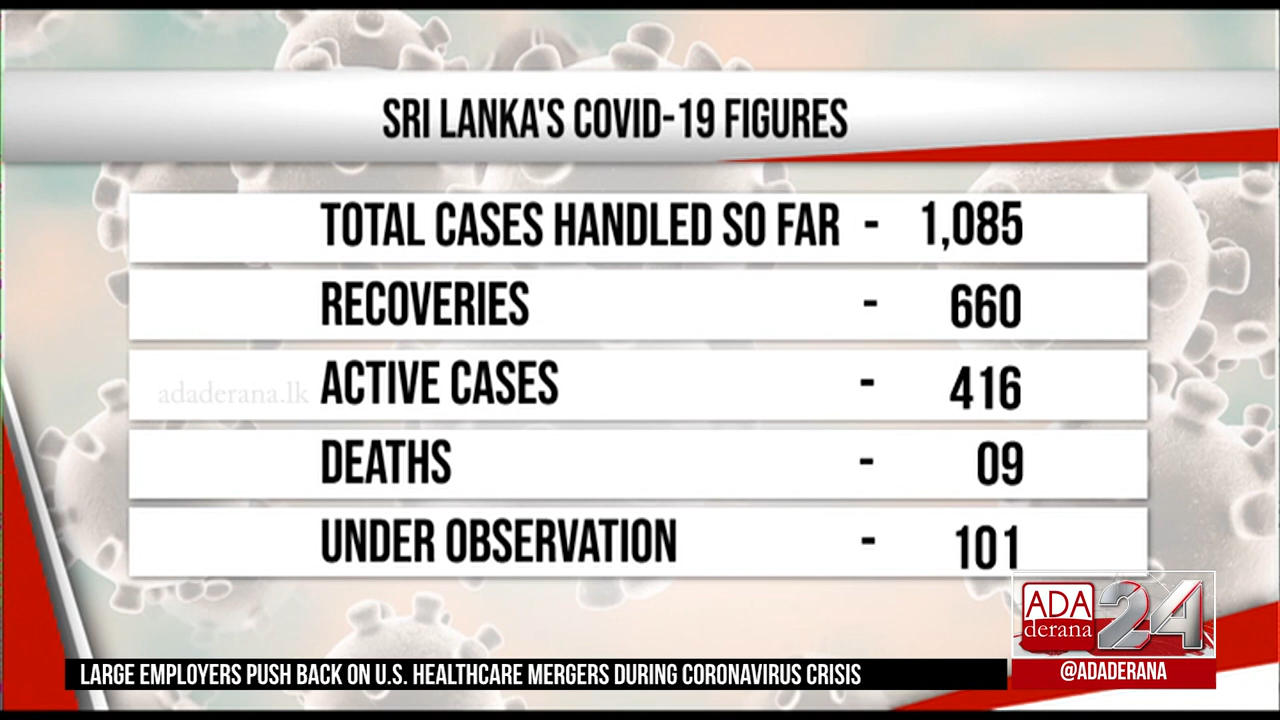 SRI LANKA'S COVID-19 FIGURES
TOTAL CASES HANDLED SO FAR - 1,085
RECOVERIES - 660
ACTIVE CASES - 416
adaderana.lk
DEATHS - 09
UNDER OBSERVATION - 101
ADA
derana
24
@ADADERANA
LARGE EMPLOYERS PUSH BACK ON U.S. HEALTHCARE MERGERS DURING CORONAVIRUS CRISIS